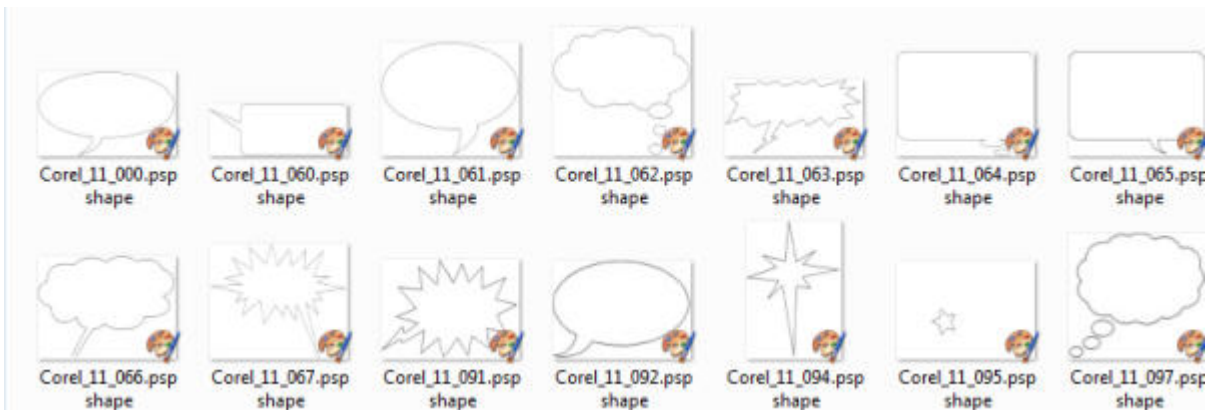 Corel_11_000.psp Corel_11_060.psp Corel_11_061.psp Corel_11_062.psp Corel_11_063.psp Corel_11_064.psp Corel_11_065.psp
shape shape shape shape shape shape shape
Corel_11_066.psp Corel_11_067.psp Corel_11_091.psp Corel_11_092.psp Corel_11_094.psp Corel_11_095.psp Corel_11_097.psp
shape shape shape shape shape shape shape